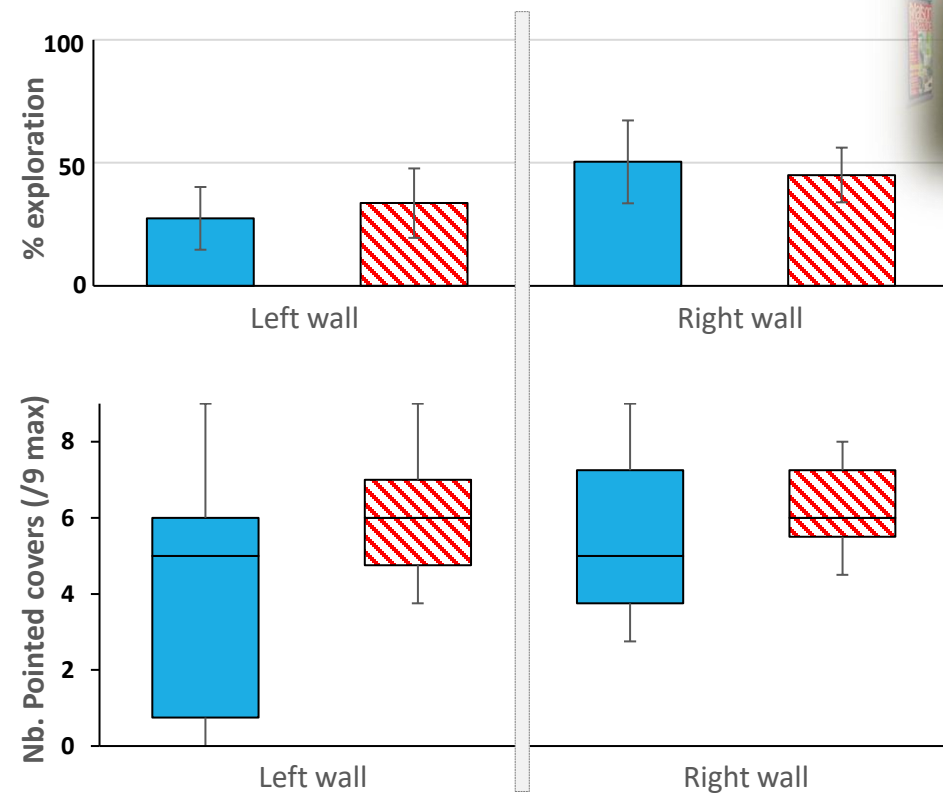 % exploration
100
50
0
Left wall
Right wall
Nb. Pointed covers (/9 max)
8
6
4
2
0
Left wall
Right wall